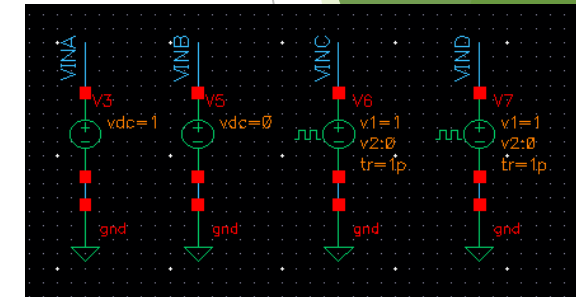 VINA
VINB
VINC
VIND
V3
vdc=1
V5
vdc=0
V6
v1=1
v2:0
tr=1p
V7
v1=1
v2:0
tr=1p
gnd
gnd
gnd
gnd